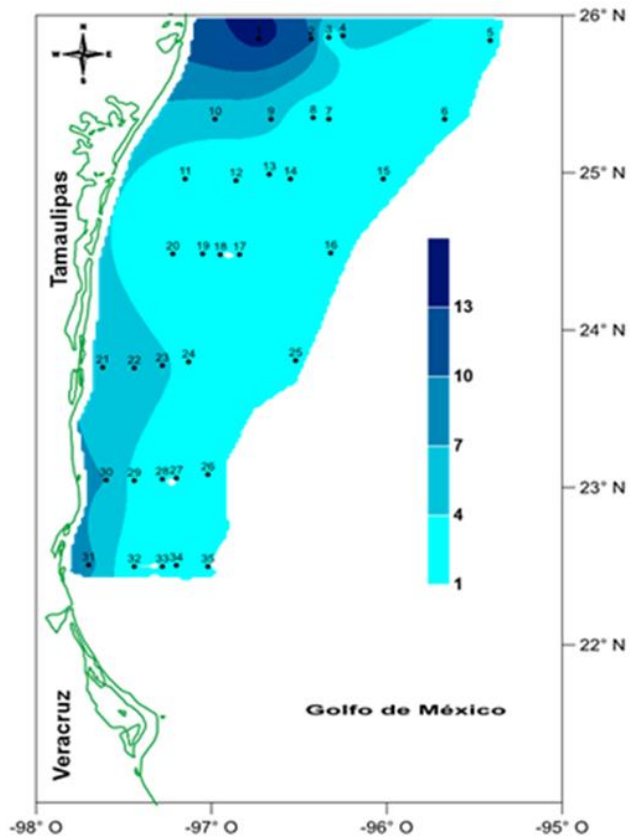 26° N
N
W E
S
1 2 3 4 5
10 9 8 7 6
25° N
11 12 13 14 15
Tamaulipas
20 19 18 17 16
24° N
13
21 22 23 24 25
10
7
30 29 28 27 26
23° N
4
31 32 33 34 35
1
22° N
Veracruz
Golfo de México
-98° O -97° O -96° O -95° O